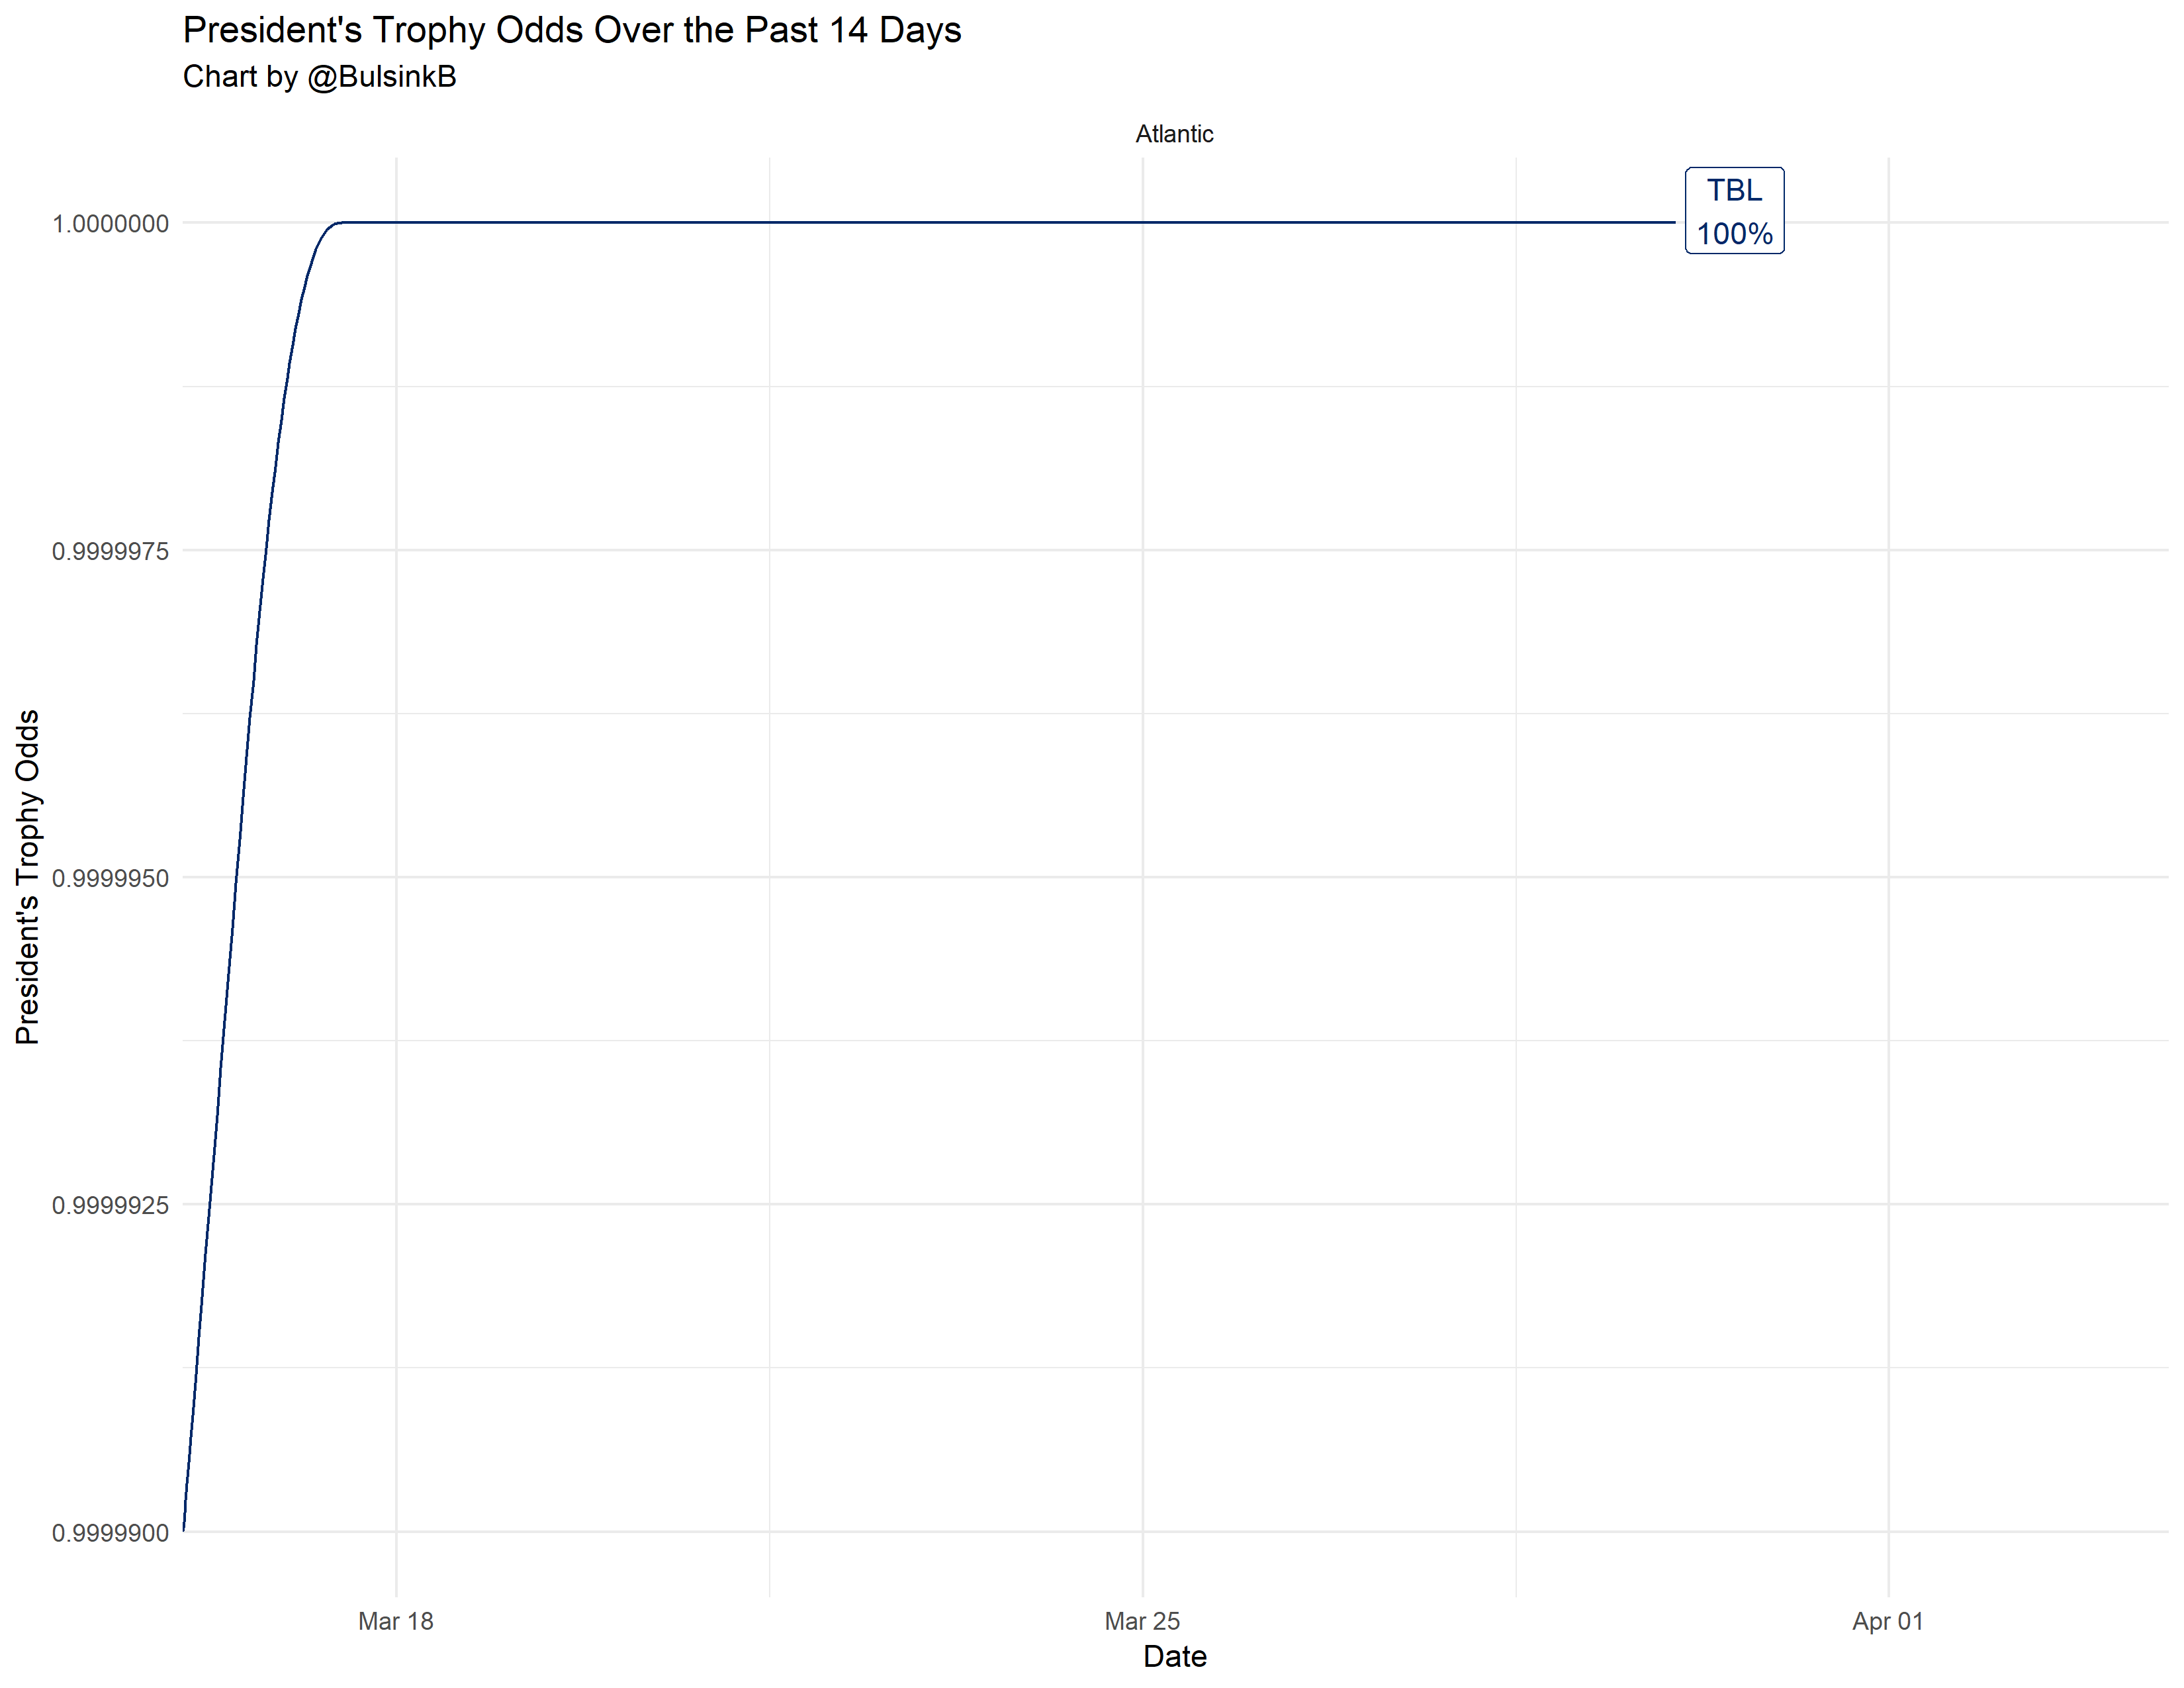 President's Trophy Odds Over the Past 14 Days
Chart by @BulsinkB
Atlantic
TBL
100%
1.0000000
0.9999975
0.9999950
0.9999925
0.9999900
President's Trophy Odds
Mar 18
Mar 25
Apr 01
Date